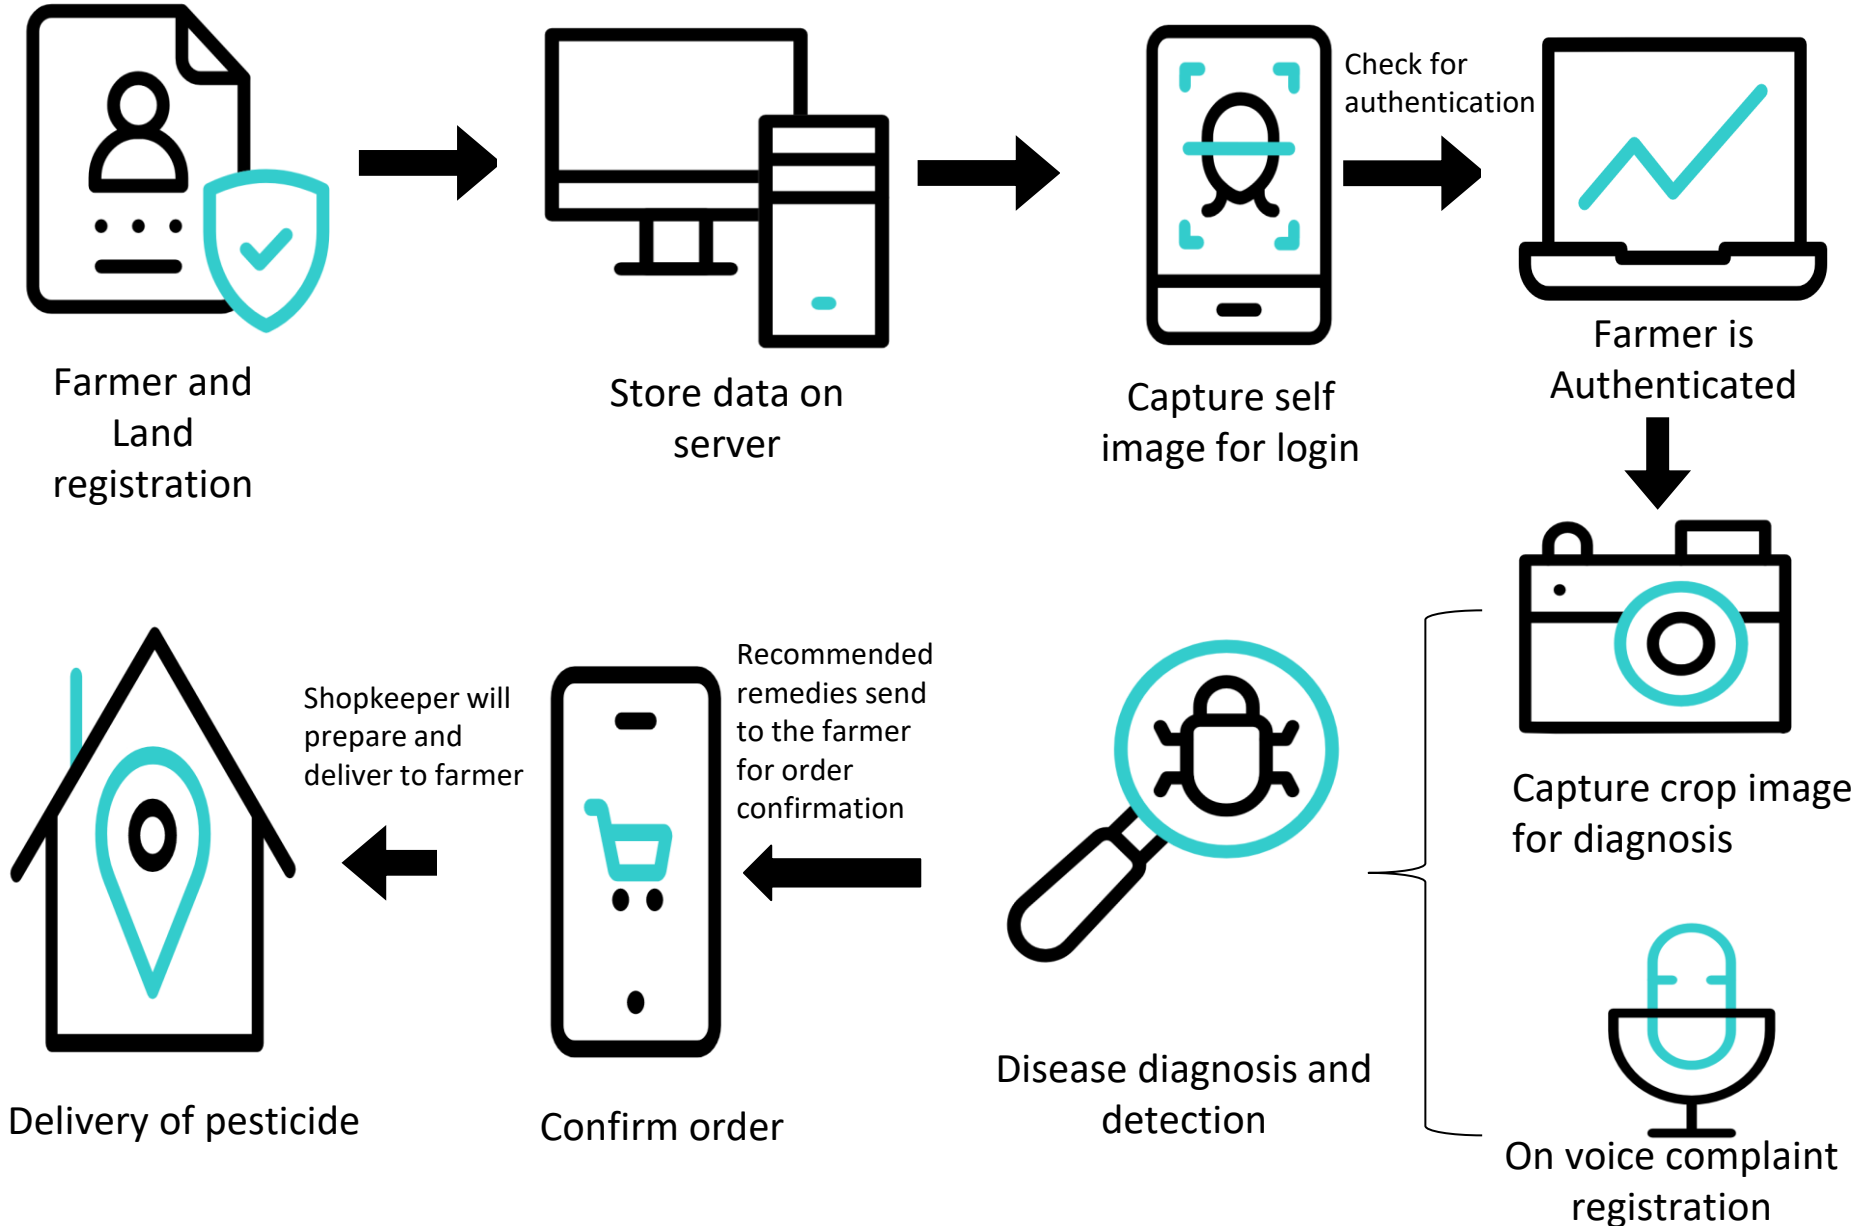 Farmer and
Land
registration
Store data on
server
Capture self
image for login
Check for
authentication
Farmer is
Authenticated
Capture crop image
for diagnosis
On voice complaint
registration
Disease diagnosis and
detection
Recommended
remedies send
to the farmer
for order
confirmation
Confirm order
Shopkeeper will
prepare and
deliver to farmer
Delivery of pesticide